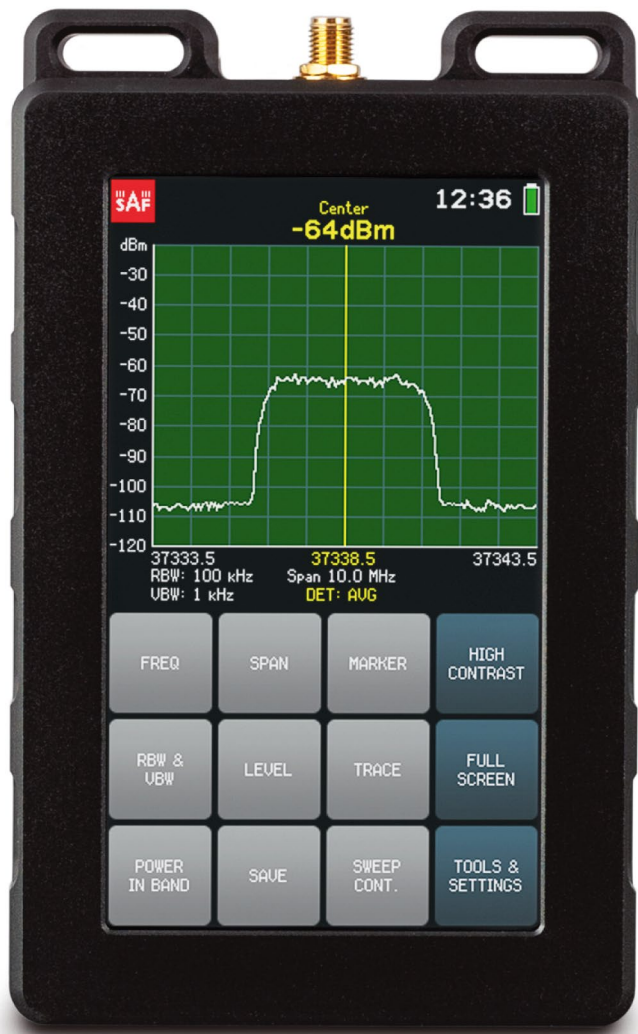 SAF
12:36
Center
-64dBm
dBm
-30
-40
-50
-60
-70
-80
-90
-100
-110
-120
37333.5 37338.5 37343.5
RBW: 100 kHz Span 10.0 MHz
VBW: 1 kHz DET: AVG
FREQ SPAN MARKER HIGH CONTRAST
RBW & VBW LEVEL TRACE FULL SCREEN
POWER IN BAND SAVE SWEEP CONT. TOOLS & SETTINGS